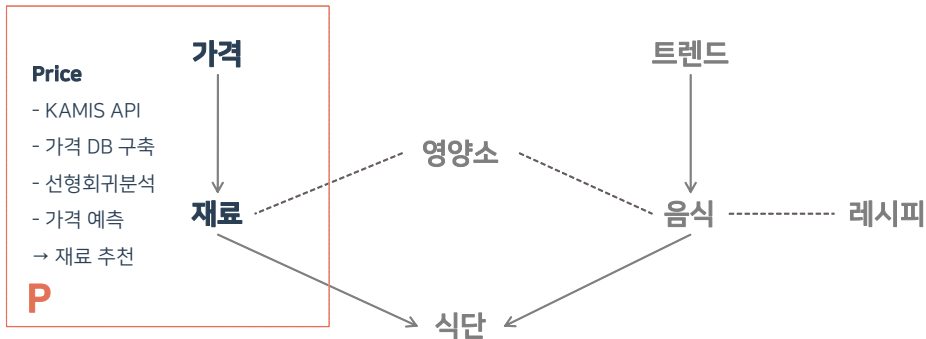 가격
트렌드
Price
- KAMIS API
- 가격 DB 구축
- 선형회귀분석
- 가격 예측
→ 재료 추천
P
영양소
재료
음식
레시피
식단